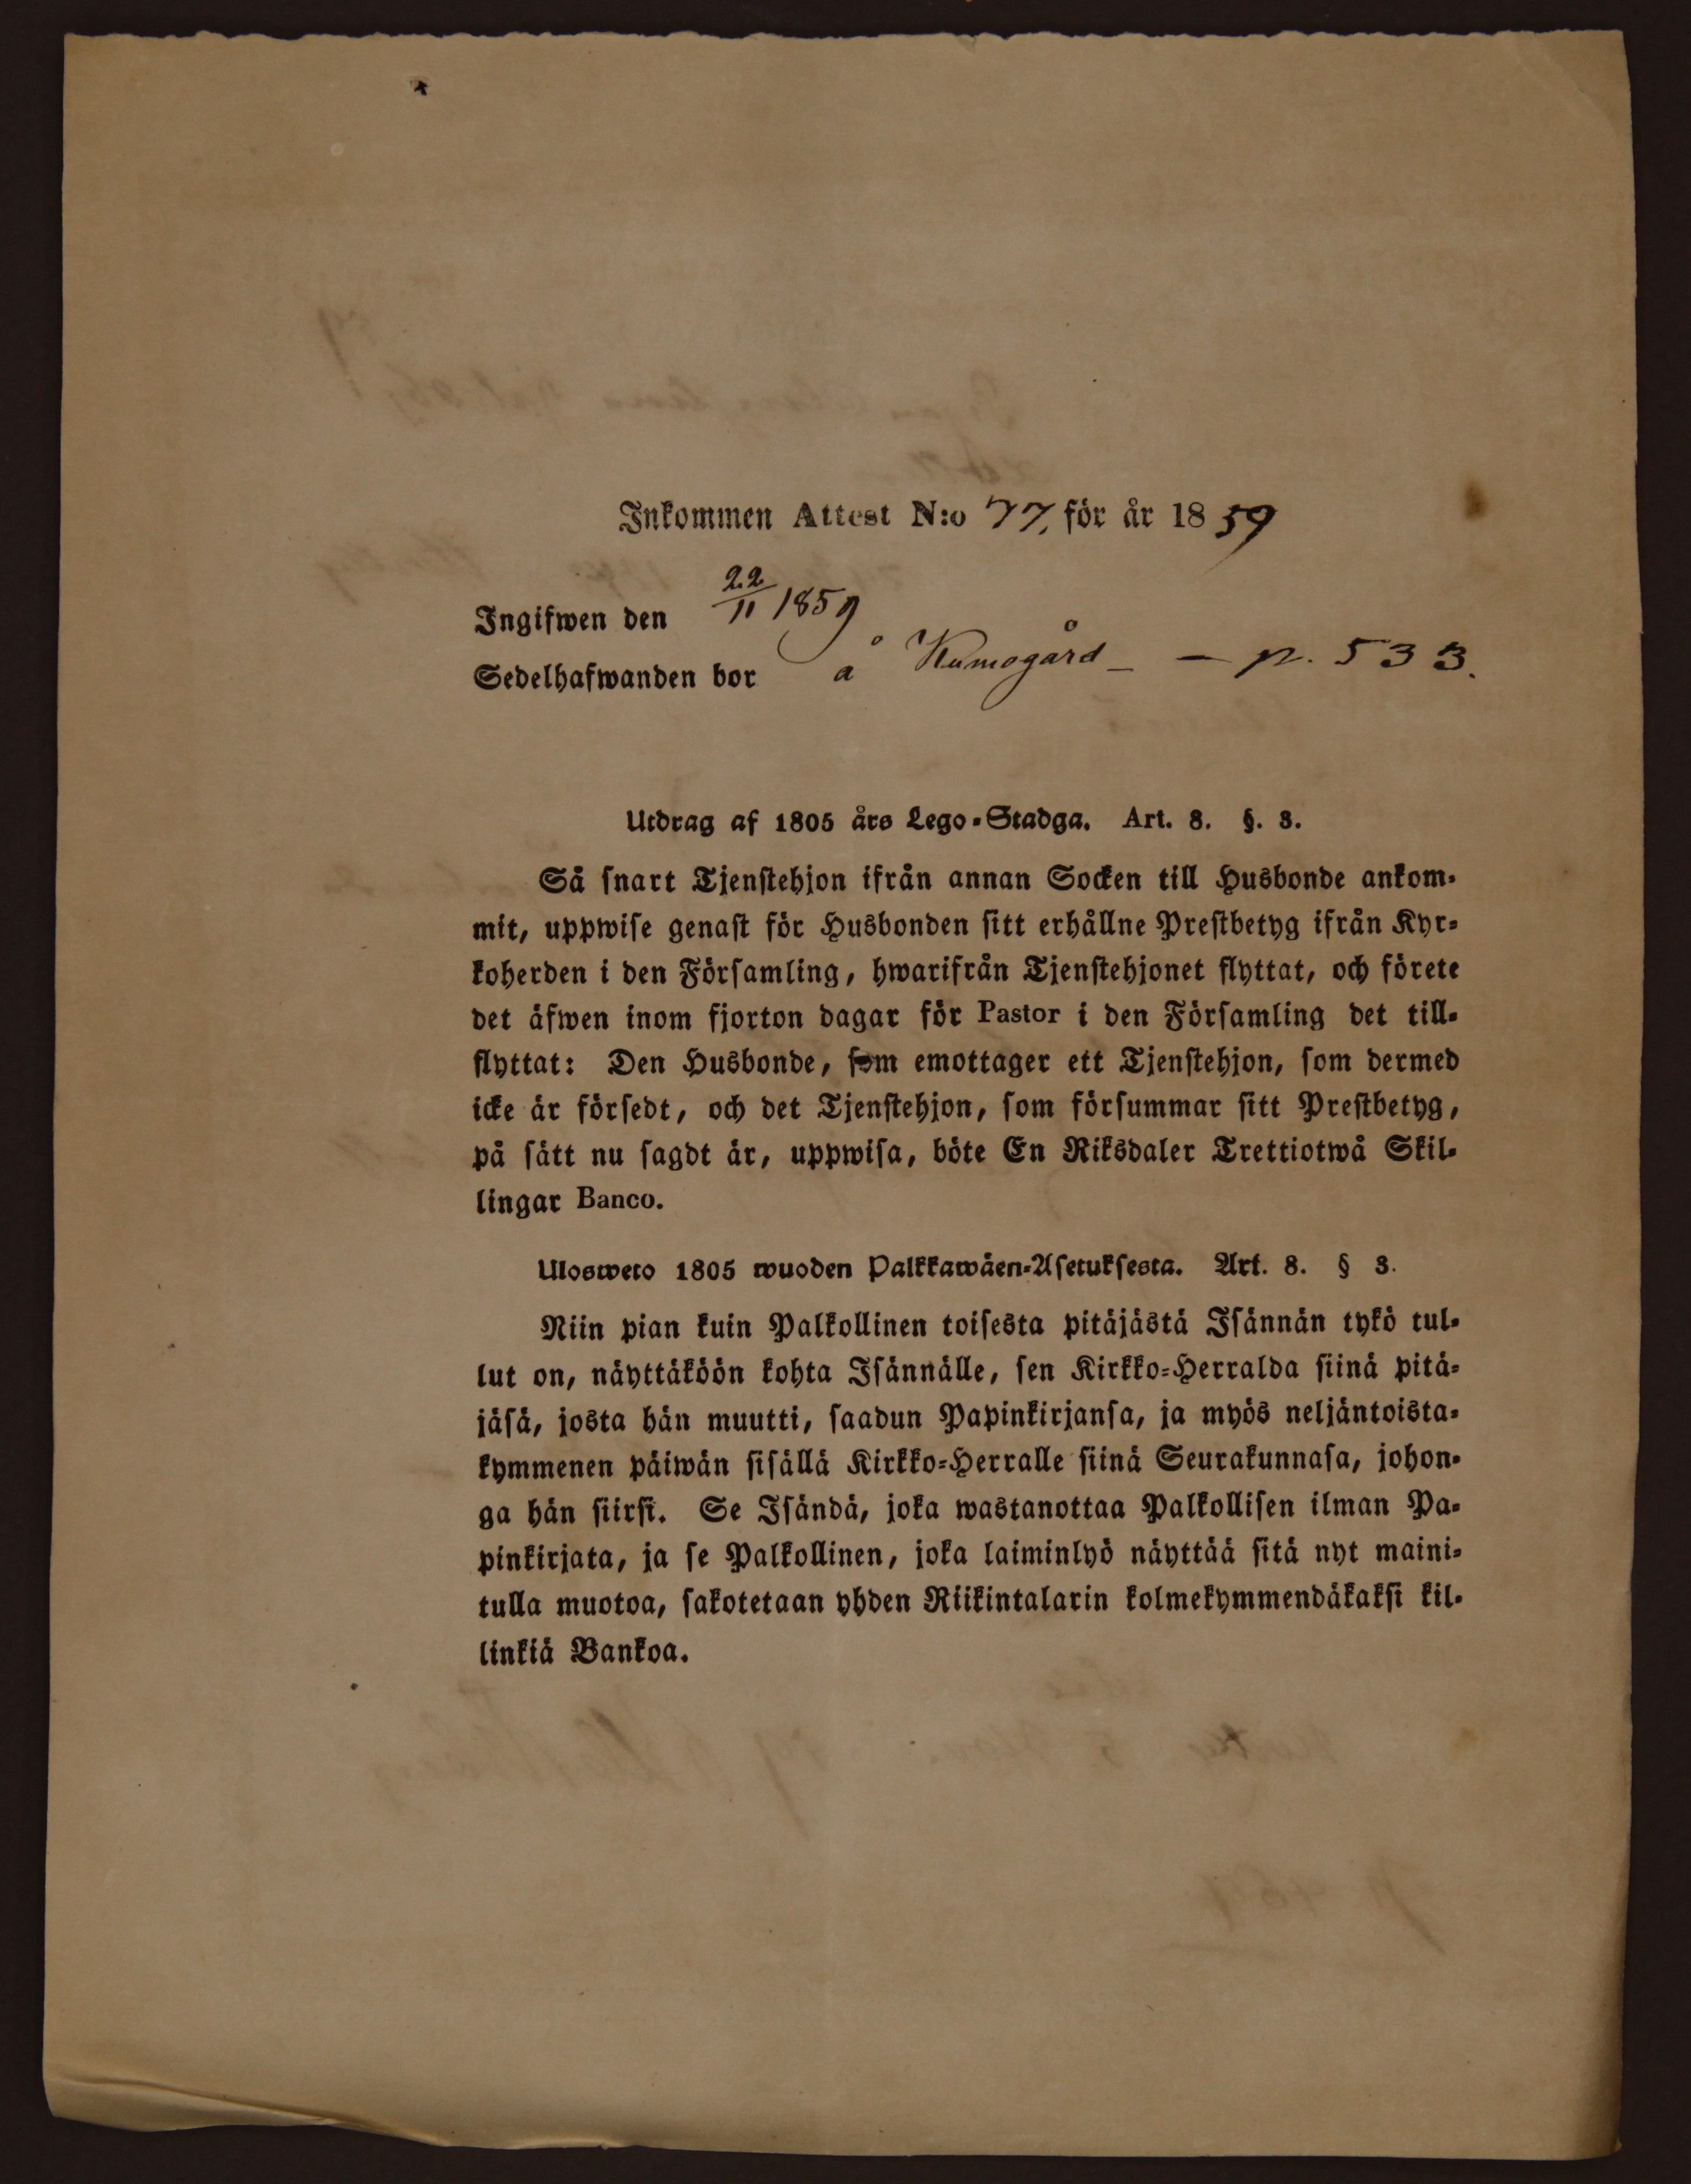 Inkommen Attest N:o 77, för år 1859
Ingifwen den 22/11 1859
Sedelhafwanden bor å Kumogård — — p. 533.
Utdrag af 1805 års Lego-Stadga. Art. 8. §. 3.
Så snart Tjenstehjon ifrån annan Socken till Husbonde ankom-
mit, uppwise genast för Husbonden sitt erhållne Prestbetyg ifrån Kyr-
koherden i den Församling, hwarifrån Tjenstehjonet flyttat, och förete
det äfwen inom fjorton dagar för Pastor i den Församling det till-
flyttat: Den Husbonde, som emottager ett Tjenstehjon, som dermed
icke är försedt, och det Tjenstehjon, som försummar sitt Prestbetyg,
på sätt nu sagdt är, uppwisa, böte En Riksdaler Trettiotwå Skil-
lingar Banco.
Ulosweto 1805 wuoden Palkkawäen-Asetuksesta. Art. 8. § 3.
Niin pian kuin Palkollinen toisesta pitäjästä Isännän tykö tul-
lut on, näyttäköön kohta Isännälle, sen Kirkko-Herralda siinä pitä-
jäsä, josta hän muutti, saadun Papinkirjansa, ja myös neljäntoista-
kymmenen päiwän sisällä Kirkko-Herralle siinä Seurakunnasa, johon-
ga hän siirsi. Se Isändä, joka wastanottaa Palkollisen ilman Pa-
pinkirjata, ja se Palkollinen, joka laiminlyö näyttää sitä nyt maini-
tulla muotoa, sakotetaan yhden Riikintalarin kolmekymmendäkaksi kil-
linkiä Bankoa.